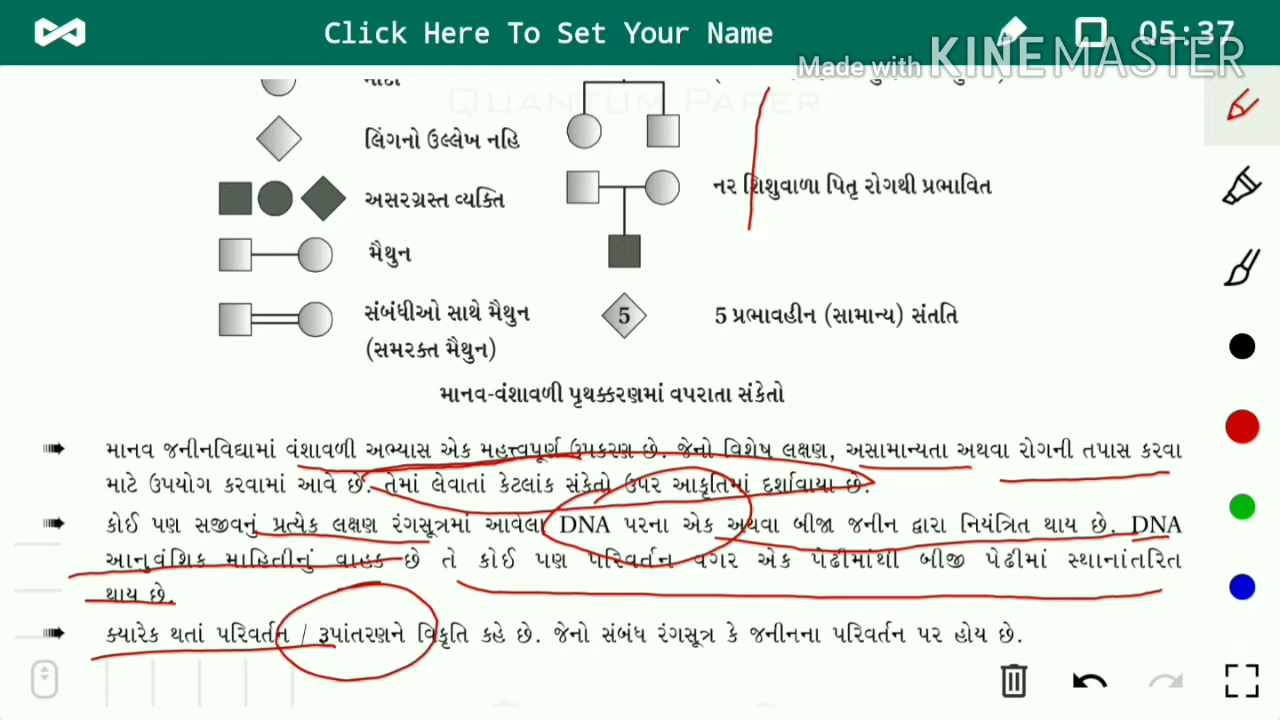 Click Here To Set Your Name
05:37
Made with KINEMASTER
QUANTUM PAPER
લિંગનો ઉલ્લેખ નહિ
અસરગ્રસ્ત વ્યક્તિ
નર શિશુવાળા પિતૃ રોગથી પ્રભાવિત
મૈથુન
સંબંધીઓ સાથે મૈથુન
(સમરક્ત મૈથુન)
5
5 પ્રભાવહીન (સામાન્ય) સંતતિ
માનવ-વંશાવળી પૃથક્કરણમાં વપરાતા સંકેતો
માનવ જનીનવિદ્યામાં વંશાવળી અભ્યાસ એક મહત્ત્વપૂર્ણ ઉપકરણ છે. જેનો વિશેષ લક્ષણ, અસામાન્યતા અથવા રોગની તપાસ કરવા
માટે ઉપયોગ કરવામાં આવે છે. તેમાં લેવાતાં કેટલાંક સંકેતો ઉપર આકૃતિમાં દર્શાવાયા છે.
કોઈ પણ સજીવનું પ્રત્યેક લક્ષણ રંગસૂત્રમાં આવેલા DNA પરના એક અથવા બીજા જનીન દ્વારા નિયંત્રિત થાય છે. DNA
આનુવંશિક માહિતીનું વાહક છે તે કોઈ પણ પરિવર્તન વગર એક પેઢીમાંથી બીજી પેઢીમાં સ્થાનાંતરિત
થાય છે.
ક્યારેક થતાં પરિવર્તન / રૂપાંતરણને વિકૃતિ કહે છે. જેનો સંબંધ રંગસૂત્ર કે જનીનના પરિવર્તન પર હોય છે.